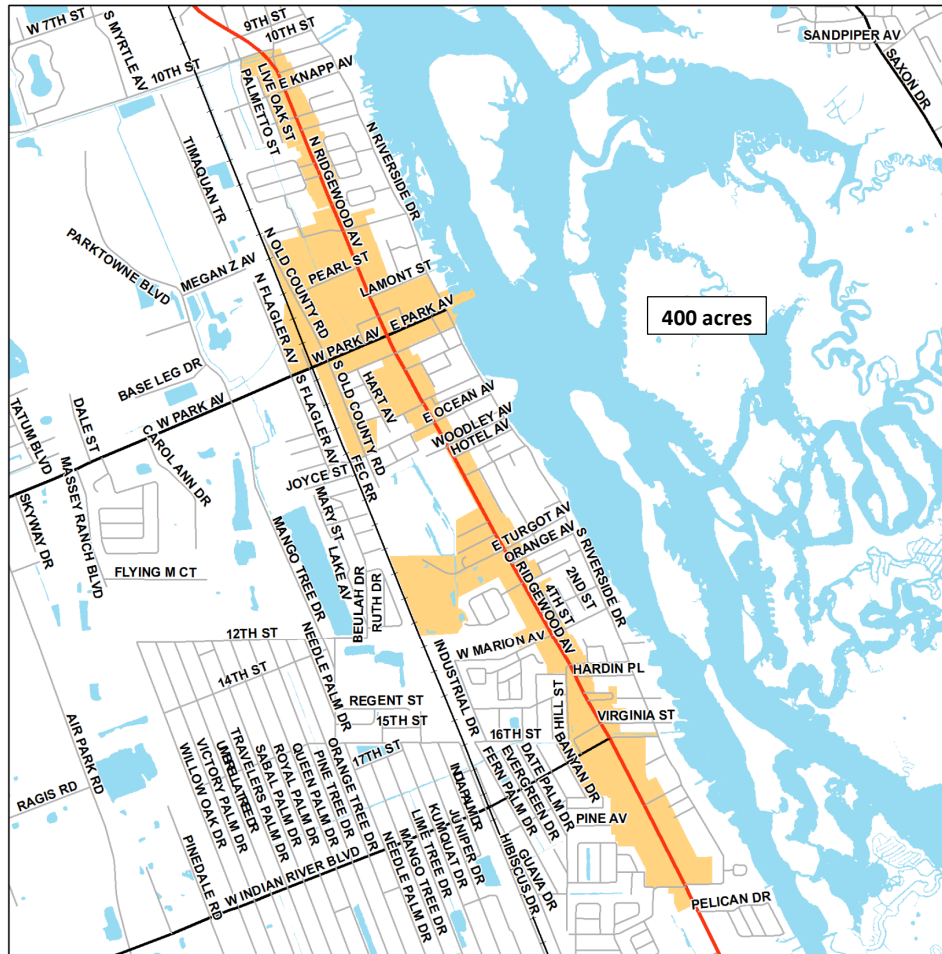 W 7TH ST
S MYRTLE AV
9TH ST
10TH ST
SANDPIPER AV
SAXON DR
10TH ST
E KNAPP AV
LIVE OAK ST
PALMETTO ST
TIMAQUAN TR
N RIDGEWOOD AV
N RIVERSIDE DR
PARKTOWNE BLVD
MEGAN Z AV
N OLD COUNTY RD
PEARL ST
LAMONT ST
N FLAGLER AV
400 acres
W PARK AV
E PARK AV
BASE LEG DR
W PARK AV
S FLAGLER AV
S OLD COUNTY RD
HART AV
E OCEAN AV
WOODLEY AV
HOTEL AV
TATUM BLVD
DALE ST
CAROL ANN DR
MASSEY RANCH BLVD
JOYCE ST
FEC RR
SKYWAY DR
MARY ST
LAKE AV
MANGO TREE DR
E TURGOT AV
ORANGE AV
S RIVERSIDE DR
FLYING M CT
BEULAH DR
RUTH DR
S RIDGEWOOD AV
4TH ST
2ND ST
12TH ST
NEEDLE PALM DR
INDUSTRIAL DR
W MARION AV
HARDIN PL
14TH ST
REGENT ST
15TH ST
HILL ST
VIRGINIA ST
16TH ST
17TH ST
AIR PARK RD
RAGIS RD
WILLOW OAK DR
VICTORY PALM DR
UMBRELLA TREE DR
TRAVELERS PALM DR
SABAL PALM DR
ROYAL PALM DR
QUEEN PALM DR
PINE TREE DR
ORANGE TREE DR
INDIA PALM DR
FERN PALM DR
EVERGREEN DR
DATE PALM DR
BANYAN DR
PINE AV
PINEDALE RD
W INDIAN RIVER BLVD
NEEDLE PALM DR
MANGO TREE DR
LIME TREE DR
KUMQUAT DR
JUNIPER DR
HIBISCUS DR
GUAVA DR
PELICAN DR